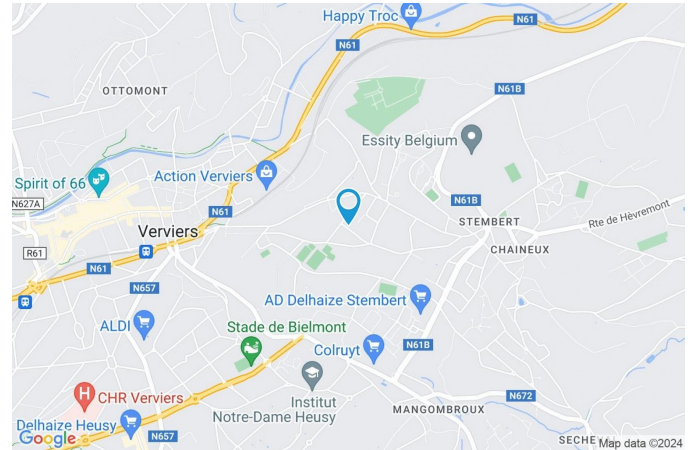 Happy Troc
N61
N61
OTTOMONT
N61B
Essity Belgium
Spirit of 66
Action Verviers
N627A
N61
N61B
STEMBERT
Rte de Hèvremont
Verviers
CHAINEUX
R61
N61
N657
AD Delhaize Stembert
ALDI
Stade de Bielmont
N61B
Colruyt
Institut
Notre-Dame Heusy
H
CHR Verviers
N672
MANGOMBROUX
Delhaize Heusy
N657
Google
SECHE
Map data ©2024